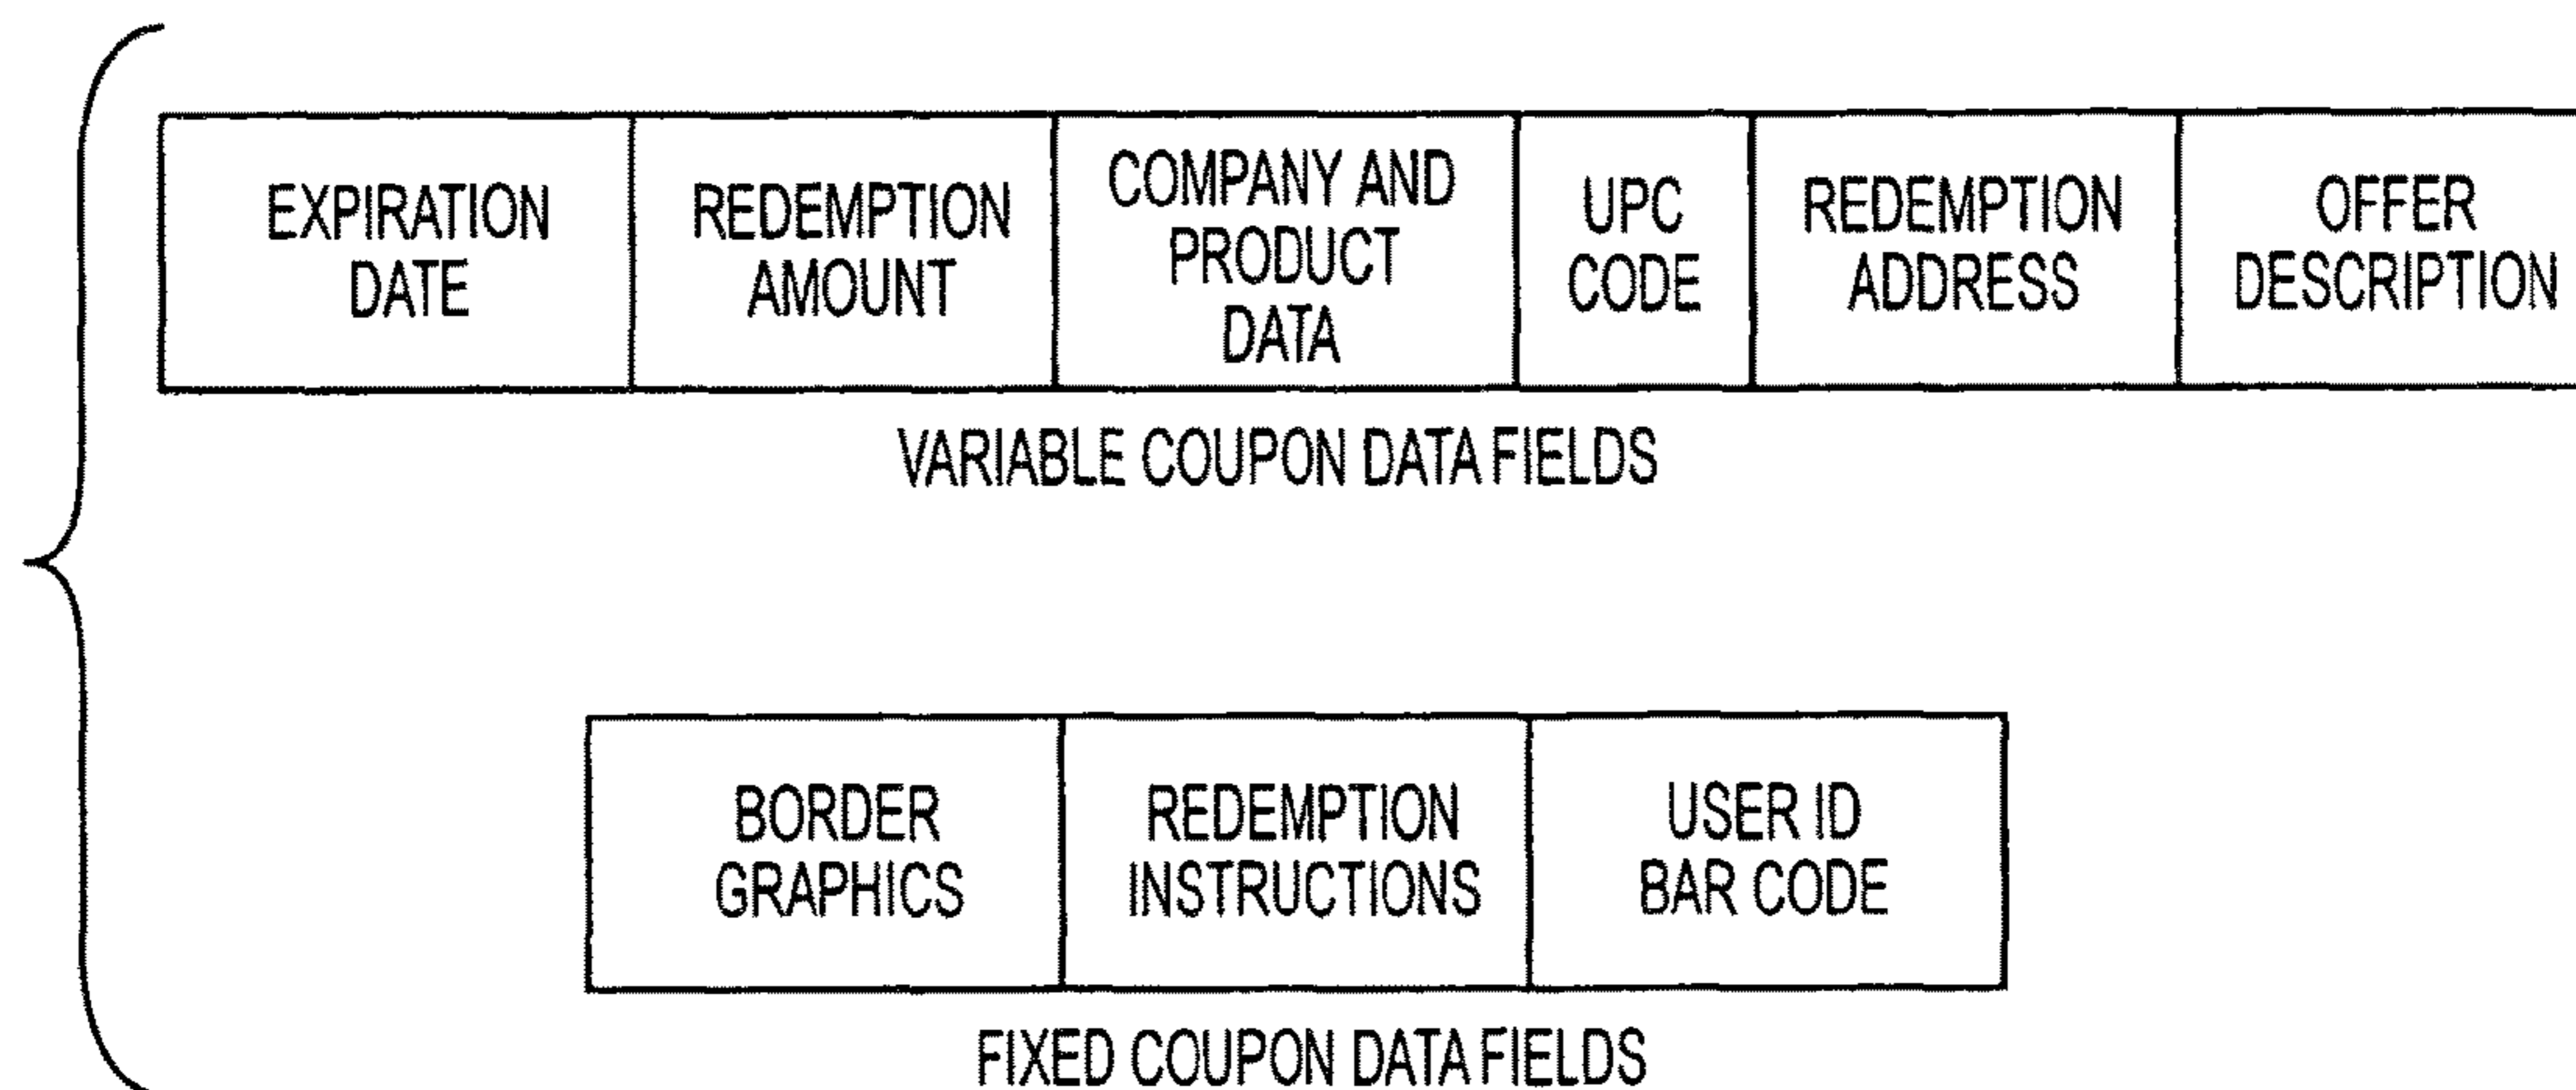 EXPIRATION
DATE
REDEMPTION
AMOUNT
COMPANY AND
PRODUCT
DATA
UPC
CODE
REDEMPTION
ADDRESS
OFFER
DESCRIPTION
VARIABLE COUPON DATA FIELDS
BORDER
GRAPHICS
REDEMPTION
INSTRUCTIONS
USER ID
BAR CODE
FIXED COUPON DATA FIELDS